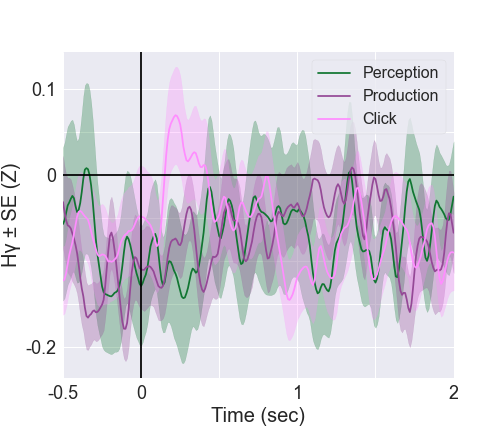 Perception
Production
Click
0.1
0
-0.2
Hγ ± SE (Z)
-0.5
0
1
2
Time (sec)